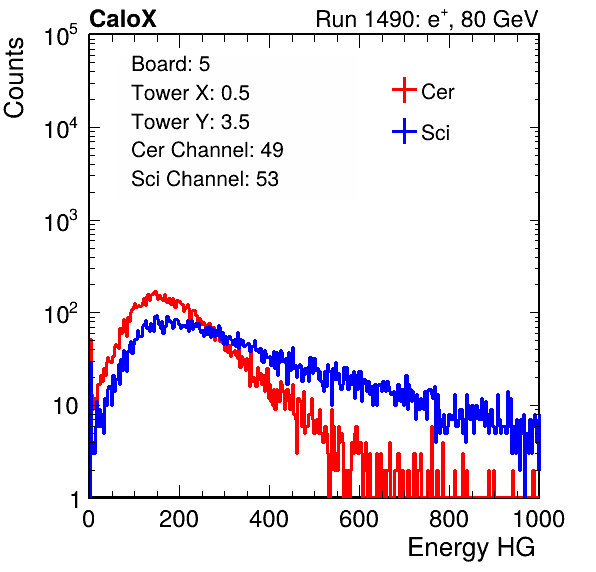 CaloX Run 1490: e⁺, 80 GeV
Counts
10⁵
10⁴
10³
10²
10
1
Board: 5
Tower X: 0.5
Tower Y: 3.5
Cer Channel: 49
Sci Channel: 53
Cer
Sci
0 200 400 600 800 1000
Energy HG